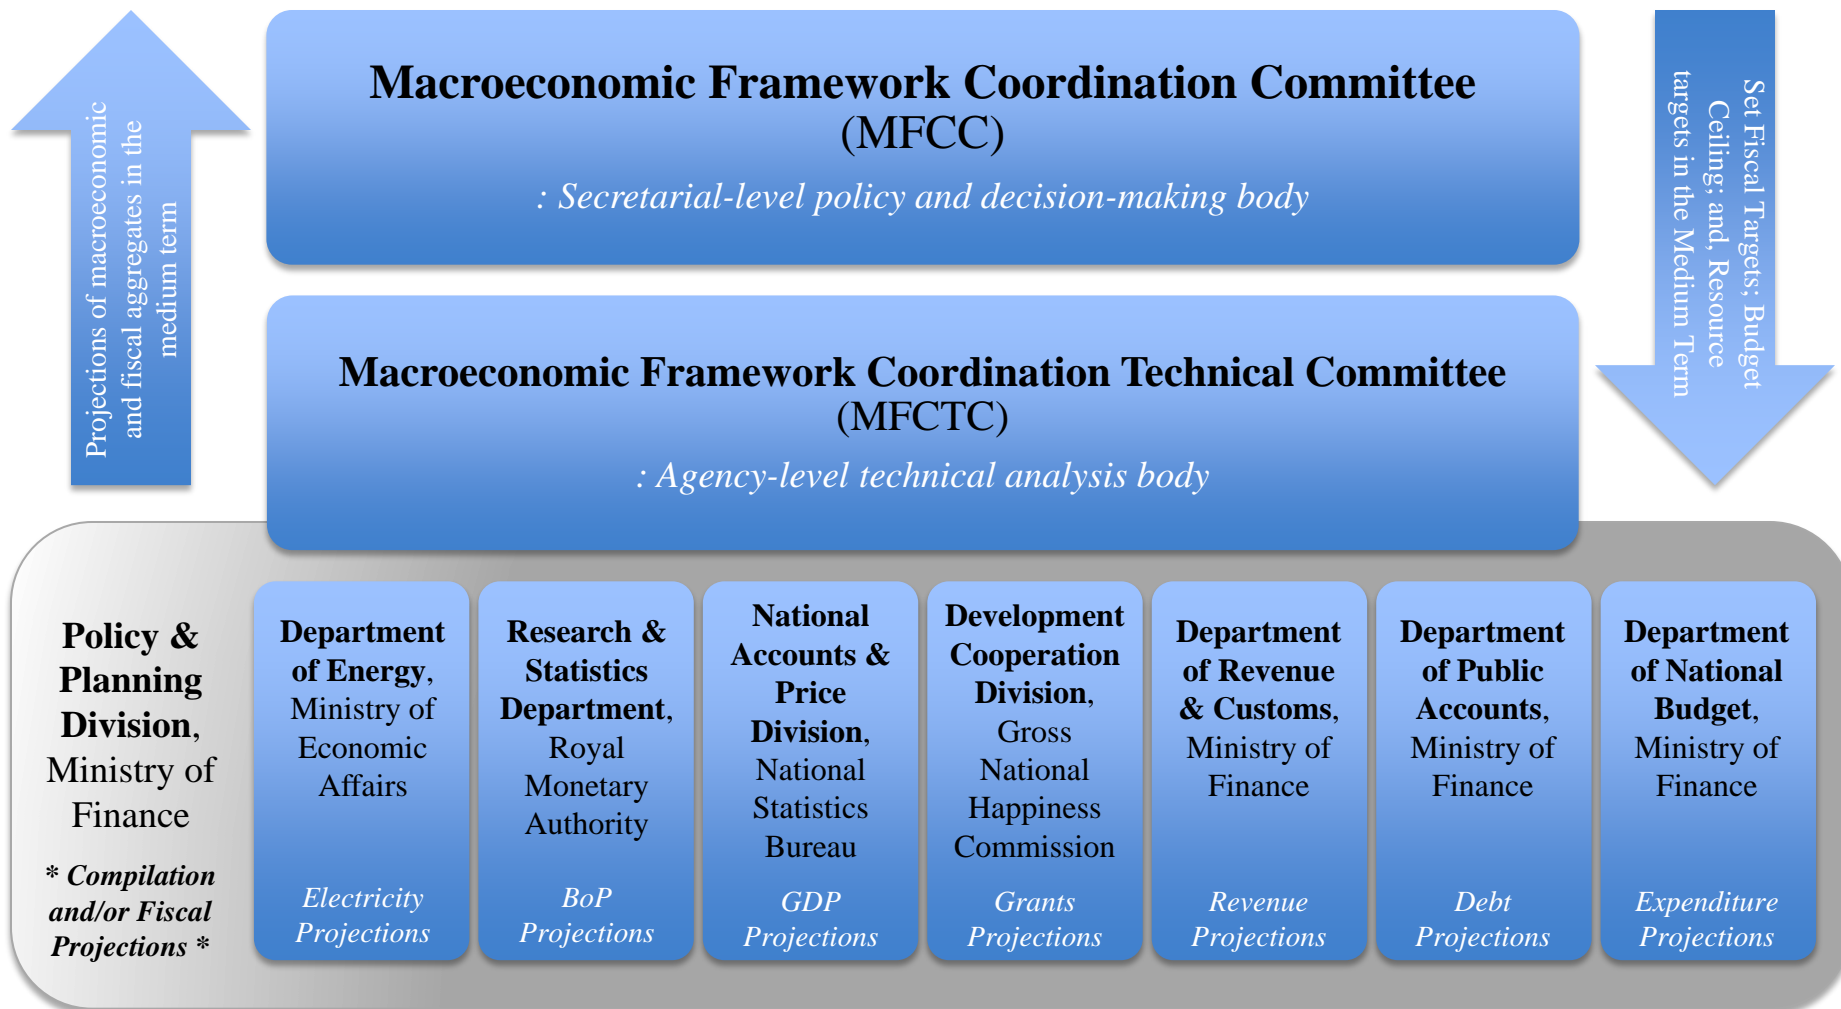 Projections of macroeconomic
and fiscal aggregates in the
medium term
Macroeconomic Framework Coordination Committee
(MFCC)
: Secretarial-level policy and decision-making body
Set Fiscal Targets; Budget
Ceiling; and, Resource
targets in the Medium Term
Macroeconomic Framework Coordination Technical Committee
(MFCTC)
: Agency-level technical analysis body
Policy &
Planning
Division,
Ministry of
Finance
* Compilation
and/or Fiscal
Projections *
Department
of Energy,
Ministry of
Economic
Affairs
Electricity
Projections
Research &
Statistics
Department,
Royal
Monetary
Authority
BoP
Projections
National
Accounts &
Price
Division,
National
Statistics
Bureau
GDP
Projections
Development
Cooperation
Division,
Gross
National
Happiness
Commission
Grants
Projections
Department
of Revenue
& Customs,
Ministry of
Finance
Revenue
Projections
Department
of Public
Accounts,
Ministry of
Finance
Debt
Projections
Department
of National
Budget,
Ministry of
Finance
Expenditure
Projections